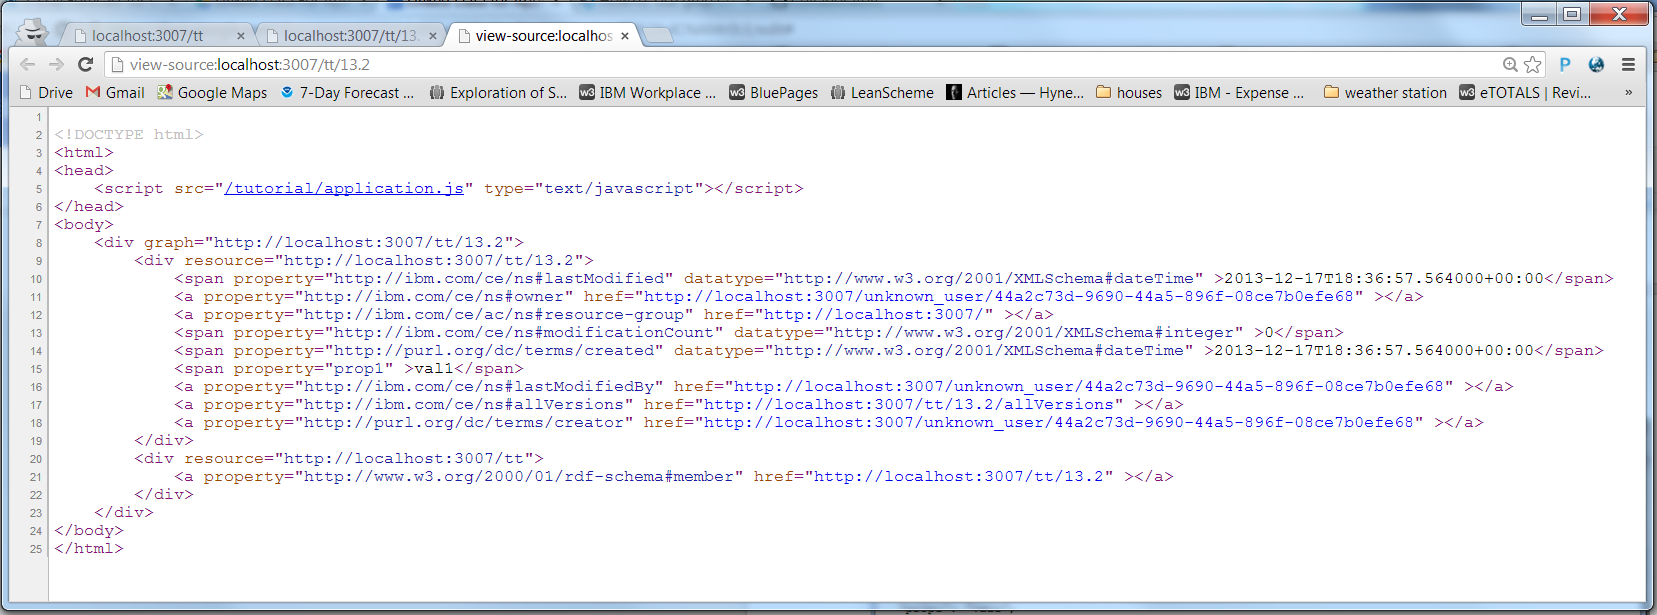 localhost:3007/tt
localhost:3007/tt/13.
view-source:localhos
view-source:localhost:3007/tt/13.2
Drive
Gmail
Google Maps
7-Day Forecast ...
Exploration of S...
IBM Workplace ...
BluePages
LeanScheme
Articles — Hyne...
houses
IBM - Expense ...
weather station
eTOTALS | Revi...
»
1
2 <!DOCTYPE html>
3 <html>
4 <head>
5 <script src="/tutorial/application.js" type="text/javascript"></script>
6 </head>
7 <body>
8 <div graph="http://localhost:3007/tt/13.2">
9 <div resource="http://localhost:3007/tt/13.2">
10 <span property="http://ibm.com/ce/ns#lastModified" datatype="http://www.w3.org/2001/XMLSchema#dateTime" >2013-12-17T18:36:57.564000+00:00</span>
11 <a property="http://ibm.com/ce/ns#owner" href="http://localhost:3007/unknown_user/44a2c73d-9690-44a5-896f-08ce7b0efe68" ></a>
12 <a property="http://ibm.com/ce/ac/ns#resource-group" href="http://localhost:3007/" ></a>
13 <span property="http://ibm.com/ce/ns#modificationCount" datatype="http://www.w3.org/2001/XMLSchema#integer" >0</span>
14 <span property="http://purl.org/dc/terms/created" datatype="http://www.w3.org/2001/XMLSchema#dateTime" >2013-12-17T18:36:57.564000+00:00</span>
15 <span property="prop1" >val1</span>
16 <a property="http://ibm.com/ce/ns#lastModifiedBy" href="http://localhost:3007/unknown_user/44a2c73d-9690-44a5-896f-08ce7b0efe68" ></a>
17 <a property="http://ibm.com/ce/ns#allVersions" href="http://localhost:3007/tt/13.2/allVersions" ></a>
18 <a property="http://purl.org/dc/terms/creator" href="http://localhost:3007/unknown_user/44a2c73d-9690-44a5-896f-08ce7b0efe68" ></a>
19 </div>
20 <div resource="http://localhost:3007/tt">
21 <a property="http://www.w3.org/2000/01/rdf-schema#member" href="http://localhost:3007/tt/13.2" ></a>
22 </div>
23 </div>
24 </body>
25 </html>